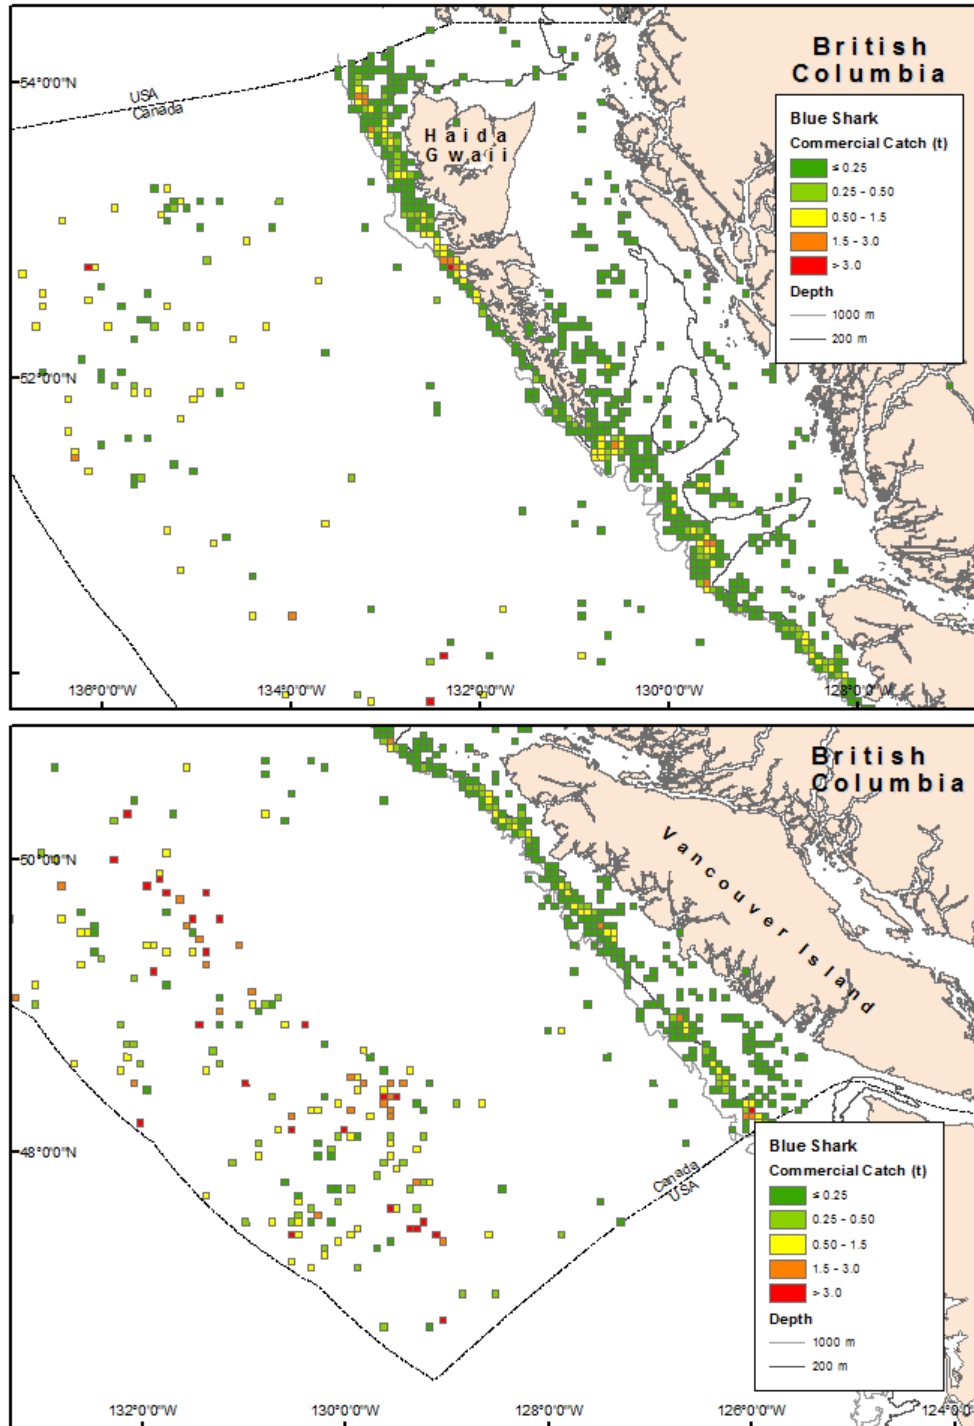 British
Columbia
54°0'0"N
USA
Canada
Haida
Gwaii
Blue Shark
Commercial Catch (t)
≤ 0.25
0.25 - 0.50
0.50 - 1.5
1.5 - 3.0
> 3.0
Depth
1000 m
200 m
52°0'0"N
136°0'0"W
134°0'0"W
132°0'0"W
130°0'0"W
128°0'0"W
British
Columbia
50°0'0"N
Vancouver Island
48°0'0"N
Canada
USA
Blue Shark
Commercial Catch (t)
≤ 0.25
0.25 - 0.50
0.50 - 1.5
1.5 - 3.0
> 3.0
Depth
1000 m
200 m
132°0'0"W
130°0'0"W
128°0'0"W
126°0'0"W
124°0'0"